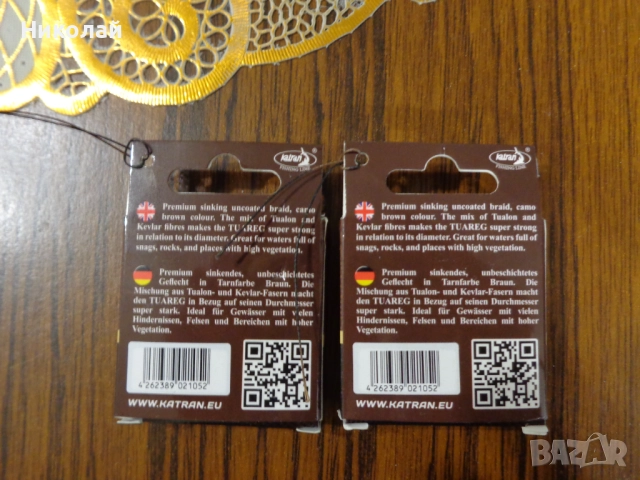 Николай
Katran
FISHING LINE
Premium sinking uncoated braid, camo
brown colour. The mix of Tualon and
Kevlar fibres makes the TUAREG super strong
in relation to its diameter. Great for waters full of
snags, rocks, and places with high vegetation.
Premium sinkendes, unbeschichtetes
Geflecht in Tarnfarbe Braun. Die
Mischung aus Tualon- und Kevlar-Fasern macht
den TUAREG in Bezug auf seinen Durchmesser
super stark. Ideal für Gewässer mit vielen
Hindernissen, Felsen und Bereichen mit hoher
Vegetation.
4 262389 021052
WWW.KATRAN.EU
Katran
FISHING LINE
Premium sinking uncoated braid, camo
brown colour. The mix of Tualon and
Kevlar fibres makes the TUAREG super strong
in relation to its diameter. Great for waters full of
snags, rocks, and places with high vegetation.
Premium sinkendes, unbeschichtetes
Geflecht in Tarnfarbe Braun. Die
Mischung aus Tualon- und Kevlar-Fasern macht
den TUAREG in Bezug auf seinen Durchmesser
super stark. Ideal für Gewässer mit vielen
Hindernissen, Felsen und Bereichen mit hoher
Vegetation.
4 262389 021052
WWW.KATRAN.EU
BAZAR